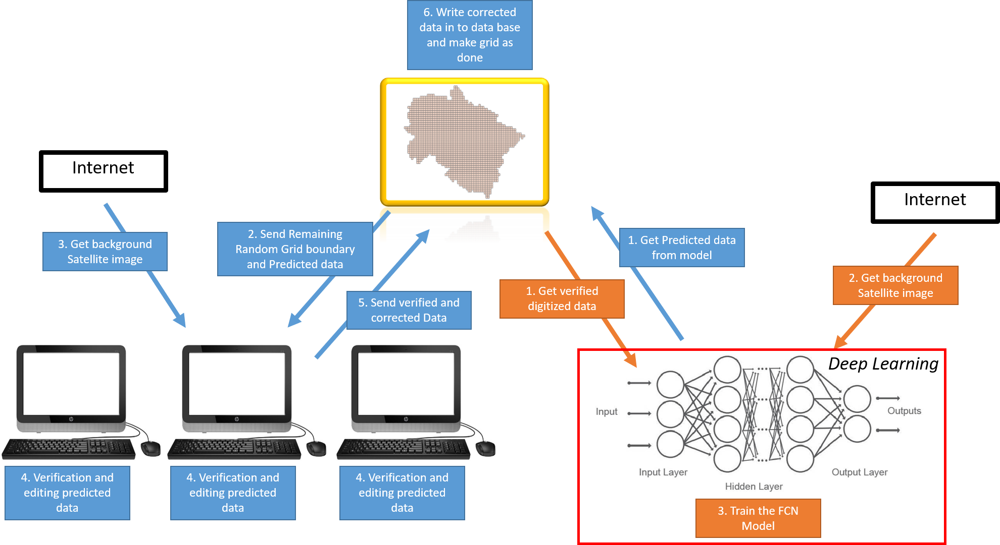 6. Write corrected
data in to data base
and make grid as
done
Internet
Internet
3. Get background
Satellite image
2. Send Remaining
Random Grid boundary
and Predicted data
1. Get Predicted data
from model
5. Send verified and
corrected Data
1. Get verified
digitized data
2. Get background
Satellite image
Deep Learning
Input
Outputs
Input Layer
Output Layer
Hidden Layer
4. Verification and
editing predicted
data
4. Verification and
editing predicted
data
4. Verification and
editing predicted
data
3. Train the FCN
Model